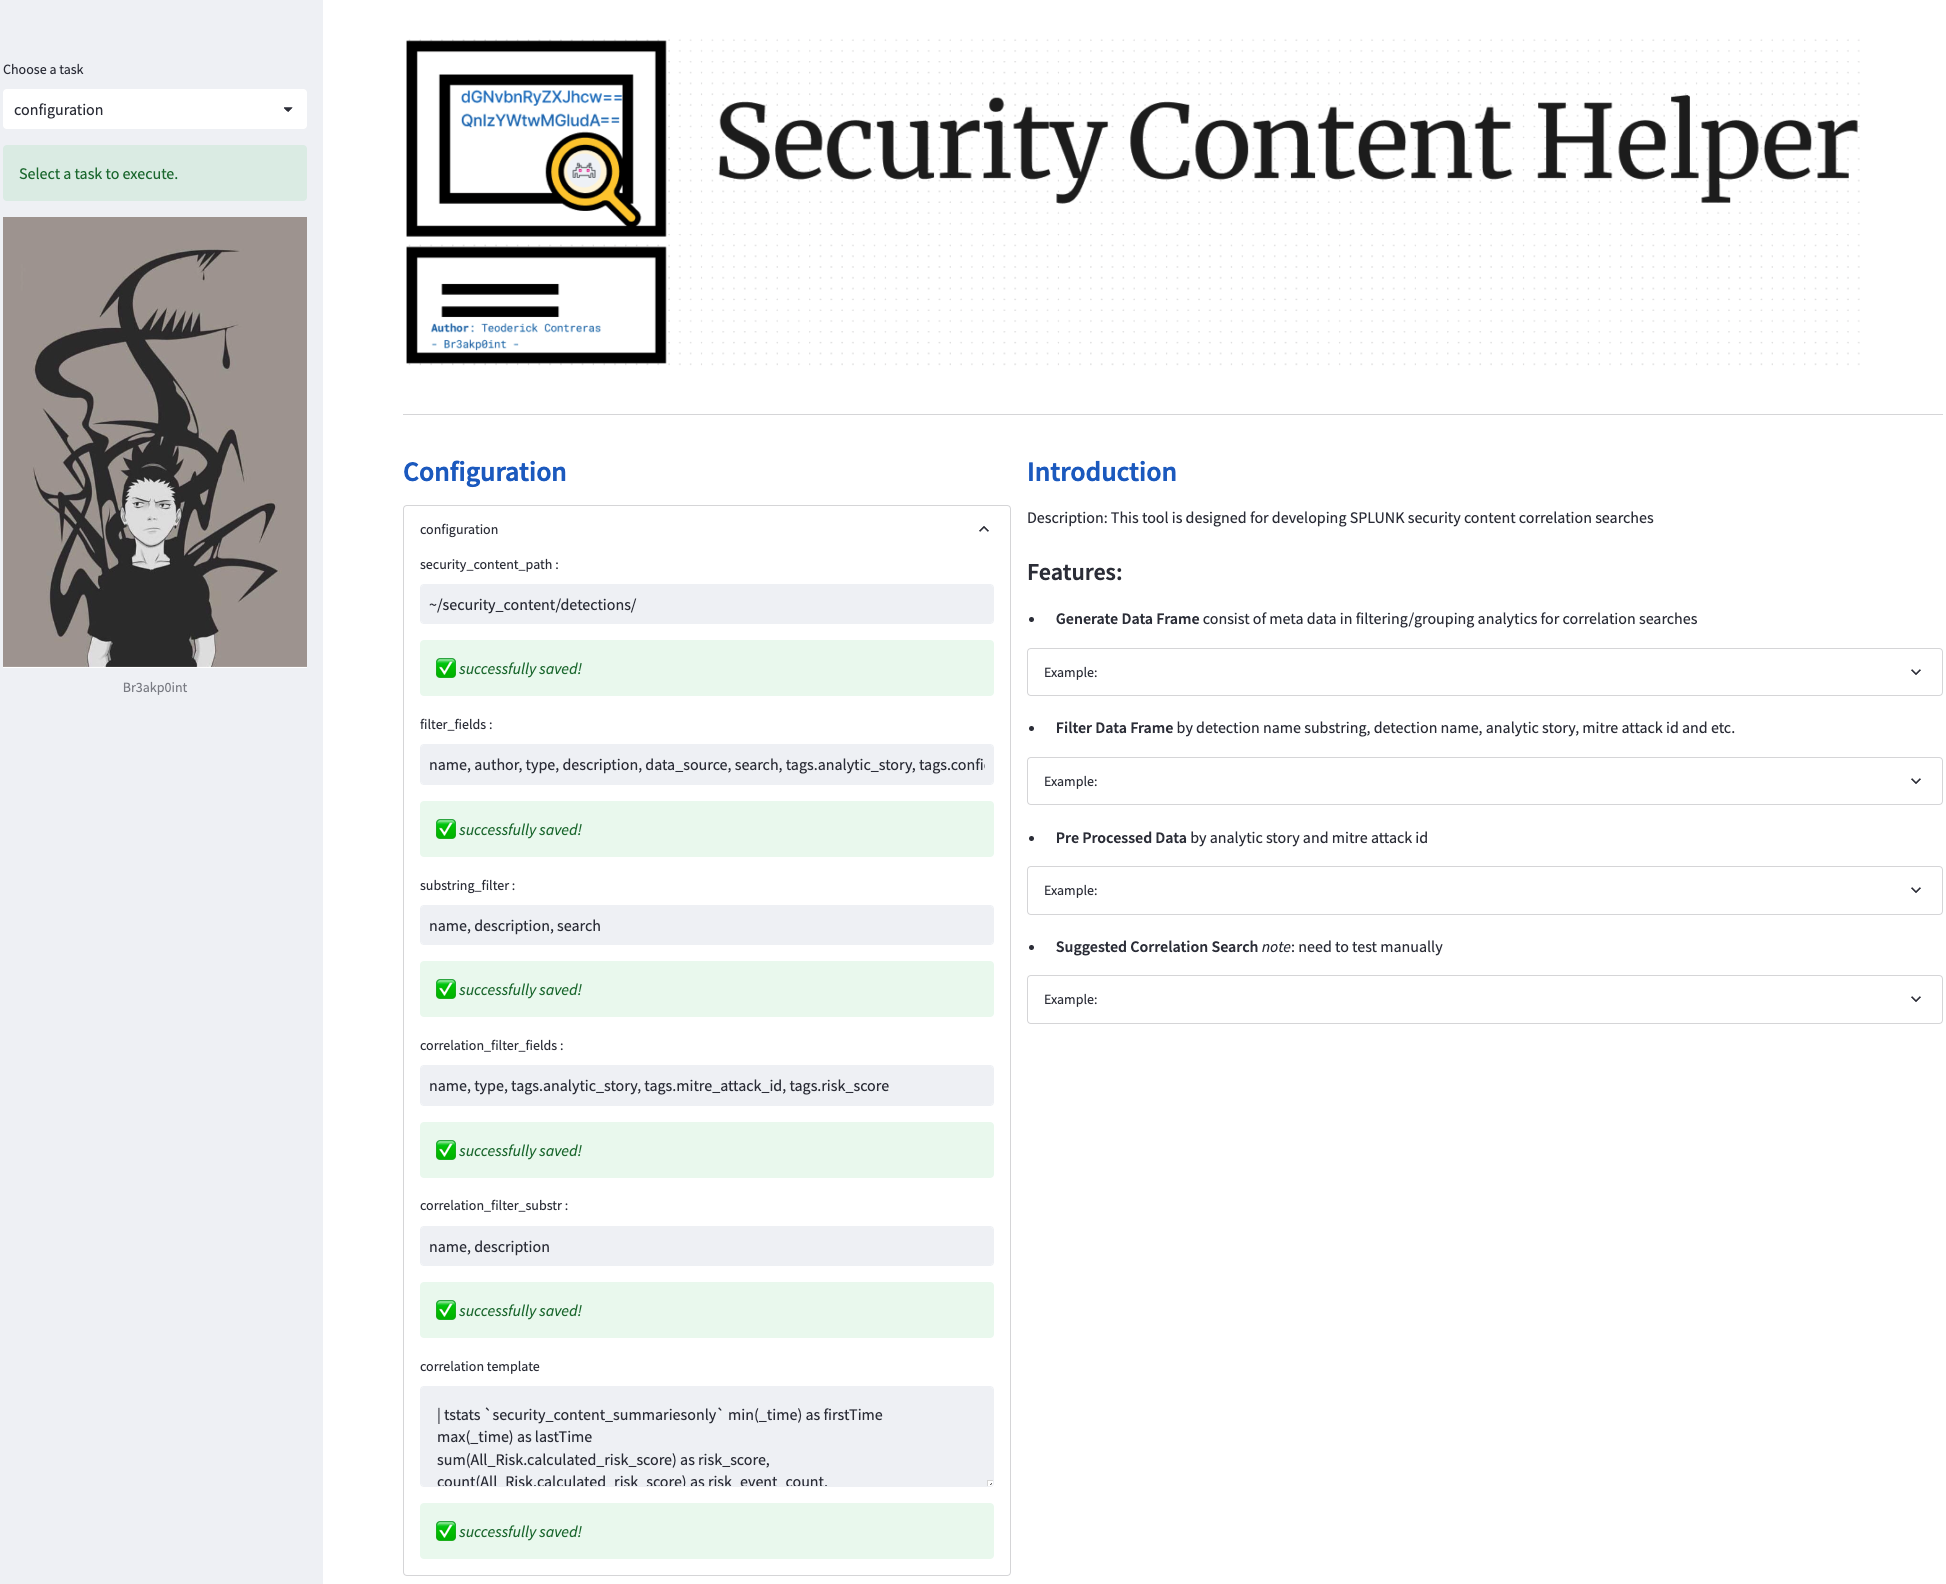 Choose a task
configuration
Select a task to execute.
Br3akp0int
dGNvbnRyZXJhcw==
QnIzYWtwMGludA==
Security Content Helper
Author: Teoderick Contreras
- Br3akp0int -
Configuration
configuration
security_content_path :
~/security_content/detections/
✅ successfully saved!
filter_fields :
name, author, type, description, data_source, search, tags.analytic_story, tags.confi
✅ successfully saved!
substring_filter :
name, description, search
✅ successfully saved!
correlation_filter_fields :
name, type, tags.analytic_story, tags.mitre_attack_id, tags.risk_score
✅ successfully saved!
correlation_filter_substr :
name, description
✅ successfully saved!
correlation template
| tstats `security_content_summariesonly` min(_time) as firstTime
max(_time) as lastTime
sum(All_Risk.calculated_risk_score) as risk_score,
count(All_Risk.calculated_risk_score) as risk_event_count,
✅ successfully saved!
Introduction
Description: This tool is designed for developing SPLUNK security content correlation searches
Features:
• Generate Data Frame consist of meta data in filtering/grouping analytics for correlation searches
Example:
• Filter Data Frame by detection name substring, detection name, analytic story, mitre attack id and etc.
Example:
• Pre Processed Data by analytic story and mitre attack id
Example:
• Suggested Correlation Search note: need to test manually
Example: